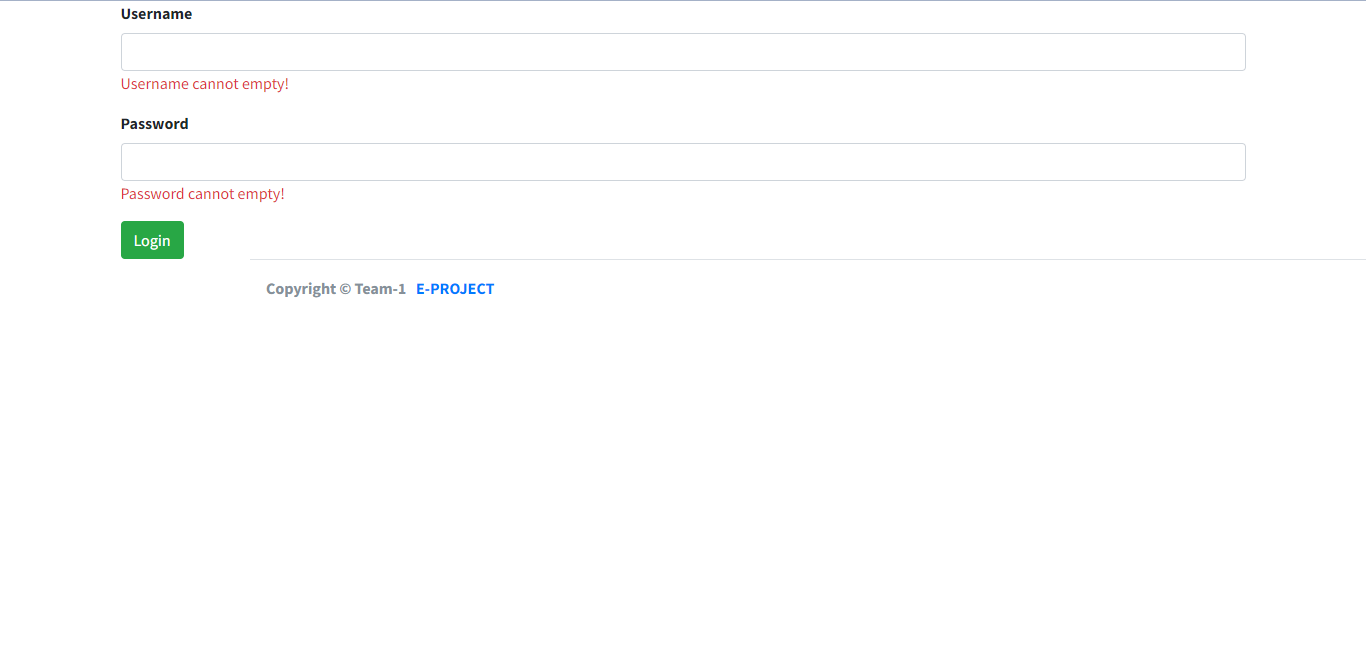 Username
Username cannot empty!
Password
Password cannot empty!
Login
Copyright © Team-1 E-PROJECT